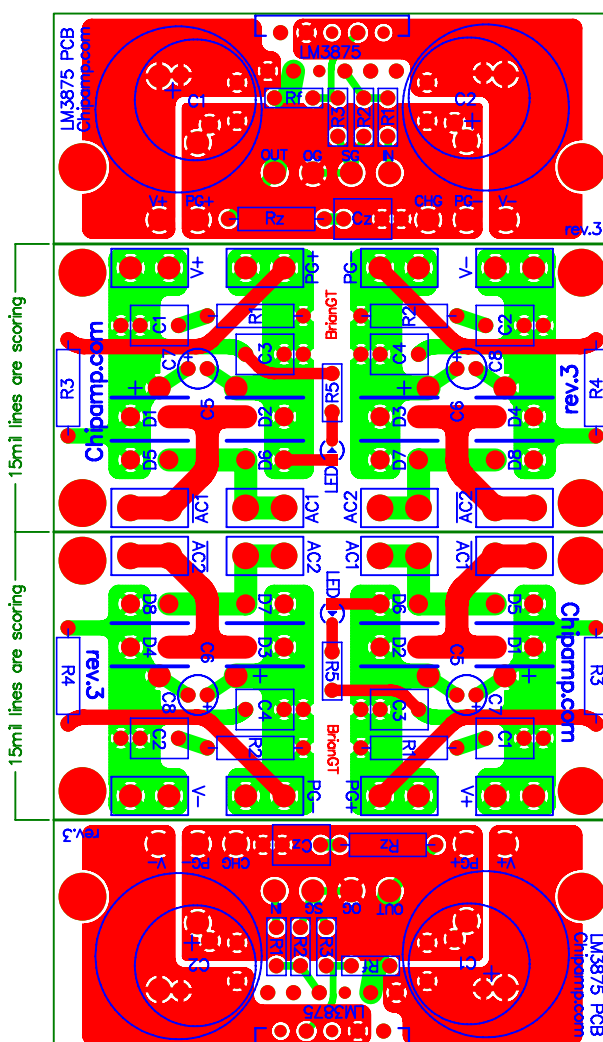 LM3875 PCB
Chipamp.com
LM3875
C1
Rf
R3
R2
R1
C2
OUT
OG
SG
IN
V+
PG+
Rz
Cz
CHG
PG-
V-
rev.3
15mil lines are scoring
V+
PG+
PG-
V-
C1
R1
BrianGT
R2
C2
C7
C3
C4
C8
R3
Chipamp.com
C5
R5
C6
rev.3
R4
D1
D2
D3
D4
D5
D6
LED
D7
D8
AC1
AC1
AC2
AC2
15mil lines are scoring
AC2
AC2
AC1
AC1
D8
D7
LED
D6
D5
D4
D3
D2
D1
R4
rev.3
C6
R5
C5
Chipamp.com
R3
C8
C4
C3
C7
C2
R2
BrianGT
R1
C1
V-
PG-
PG+
V+
rev.3
V-
PG-
CHG
Cz
Rz
PG+
V+
IN
SG
OG
OUT
C2
R1
R2
R3
Rf
C1
LM3875
LM3875 PCB
Chipamp.com